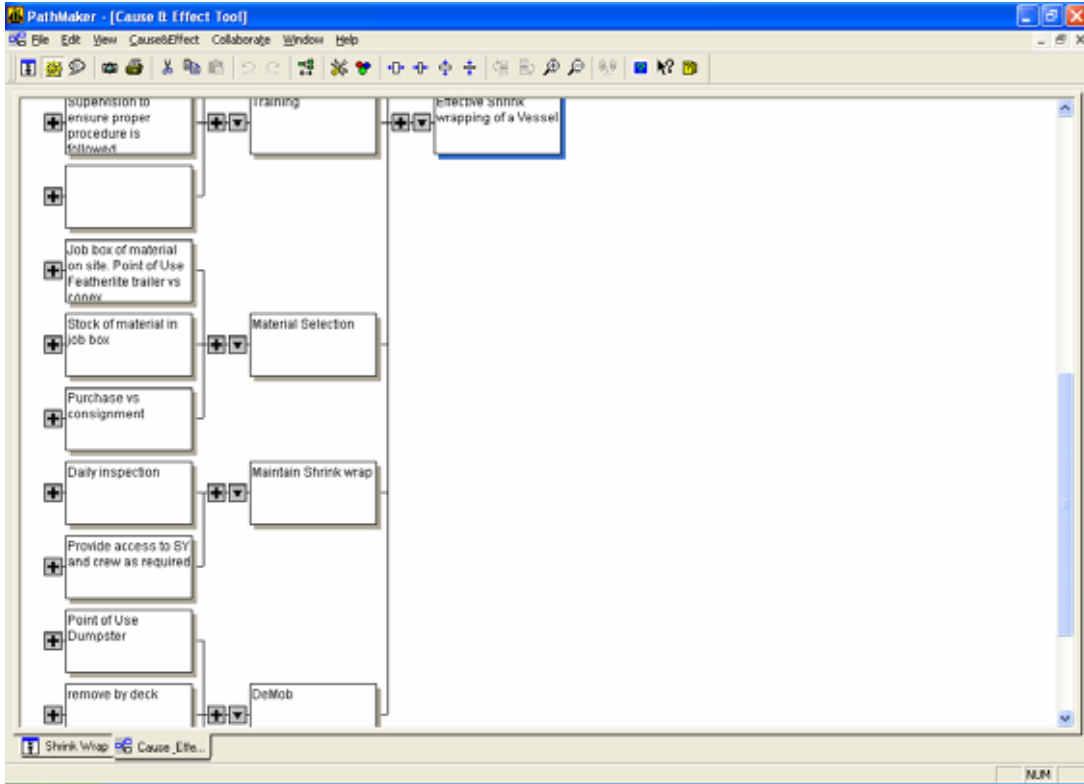 PathMaker - [Cause & Effect Tool]
File Edit View Cause&Effect Collaborate Window Help
Supervision to
ensure proper
procedure is
followed
Training
Effective Shrink
wrapping of a Vessel
Job box of material
on site. Point of Use
Featherlite trailer vs
conex
Stock of material in
job box
Material Selection
Purchase vs
consignment
Daily inspection
Maintain Shrink wrap
Provide access to SY
and crew as required
Point of Use
Dumpster
remove by deck
DeMob
Shrink Wrap
Cause_Effe...
NUM